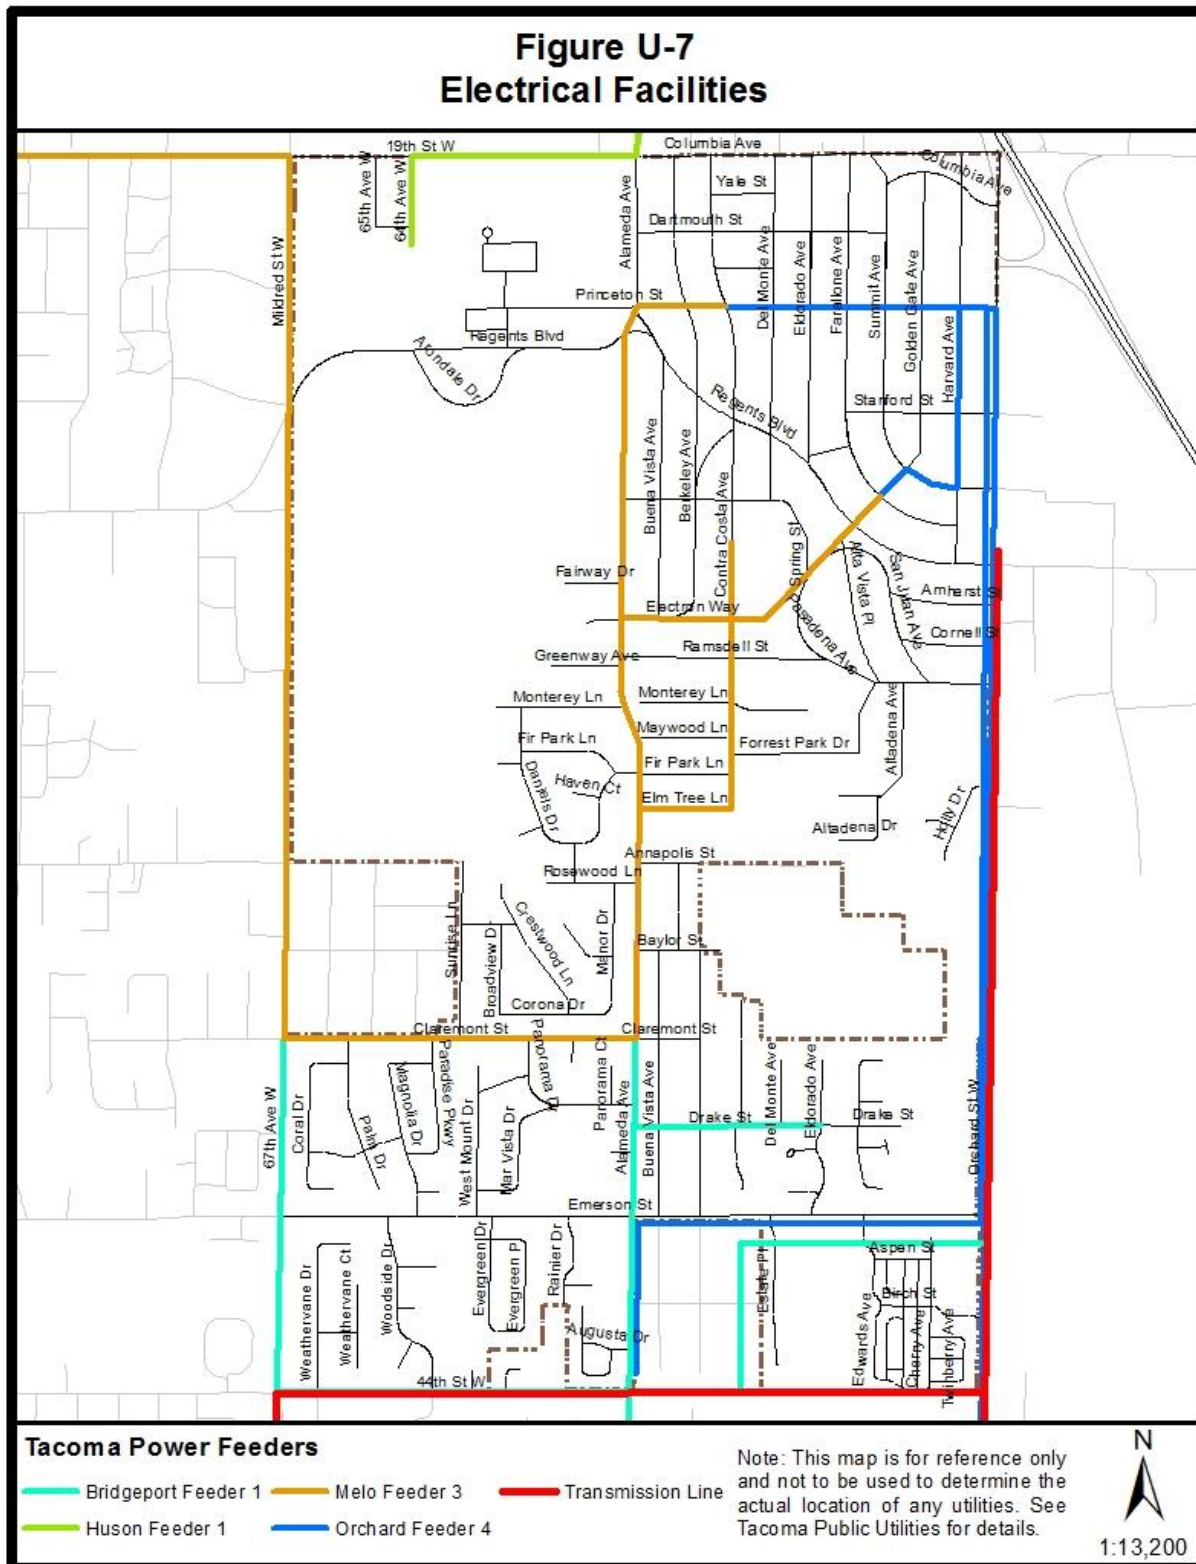 Figure U-7
Electrical Facilities
19th St W
Columbia Ave
Columbia Ave
65th Ave W
64th Ave W
Yale St
Dartmouth St
Alameda Ave
Mildred St W
Del Monte Ave
Eldorado Ave
Farallone Ave
Summit Ave
Golden Gate Ave
Harvard Ave
Princeton St
Regents Blvd
Arondale Dr
Regents Blvd
Stanford St
Buena Vista Ave
Berkeley Ave
Contra Costa Ave
Spring St
Alta Vista Pl
San Juan Ave
Fairway Dr
Amherst St
Electron Way
Pasadena Ave
Cornell St
Ramsdell St
Greenway Ave
Monterey Ln
Monterey Ln
Maywood Ln
Fir Park Ln
Forrest Park Dr
Altadena Ave
Fir Park Ln
Haven Ct
Daniels Dr
Elm Tree Ln
Altadena Dr
Holly Dr
Annapolis St
Rosewood Ln
Sunrise Ln
Broadview Dr
Crestwood Ln
Manor Dr
Baylor St
Corona Dr
Claremont St
Claremont St
67th Ave W
Coral Dr
Palm Dr
Magnolia Dr
Paradise Pkwy
West Mount Dr
Mar Vista Dr
Panorama Dr
Panorama Ct
Alameda Ave
Buena Vista Ave
Drake St
Del Monte Ave
Eldorado Ave
Drake St
Orchard St W
Emerson St
Weathervane Dr
Weathervane Ct
Woodside Dr
Evergreen Dr
Evergreen P
Rainier Dr
Augusta Dr
Estate Pl
Aspen St
Birch St
Edwards Ave
Cherry Ave
Twinberry Ave
44th St W
Tacoma Power Feeders
Bridgeport Feeder 1
Melo Feeder 3
Transmission Line
Huson Feeder 1
Orchard Feeder 4
Note: This map is for reference only
and not to be used to determine the
actual location of any utilities. See
Tacoma Public Utilities for details.
N
1:13,200